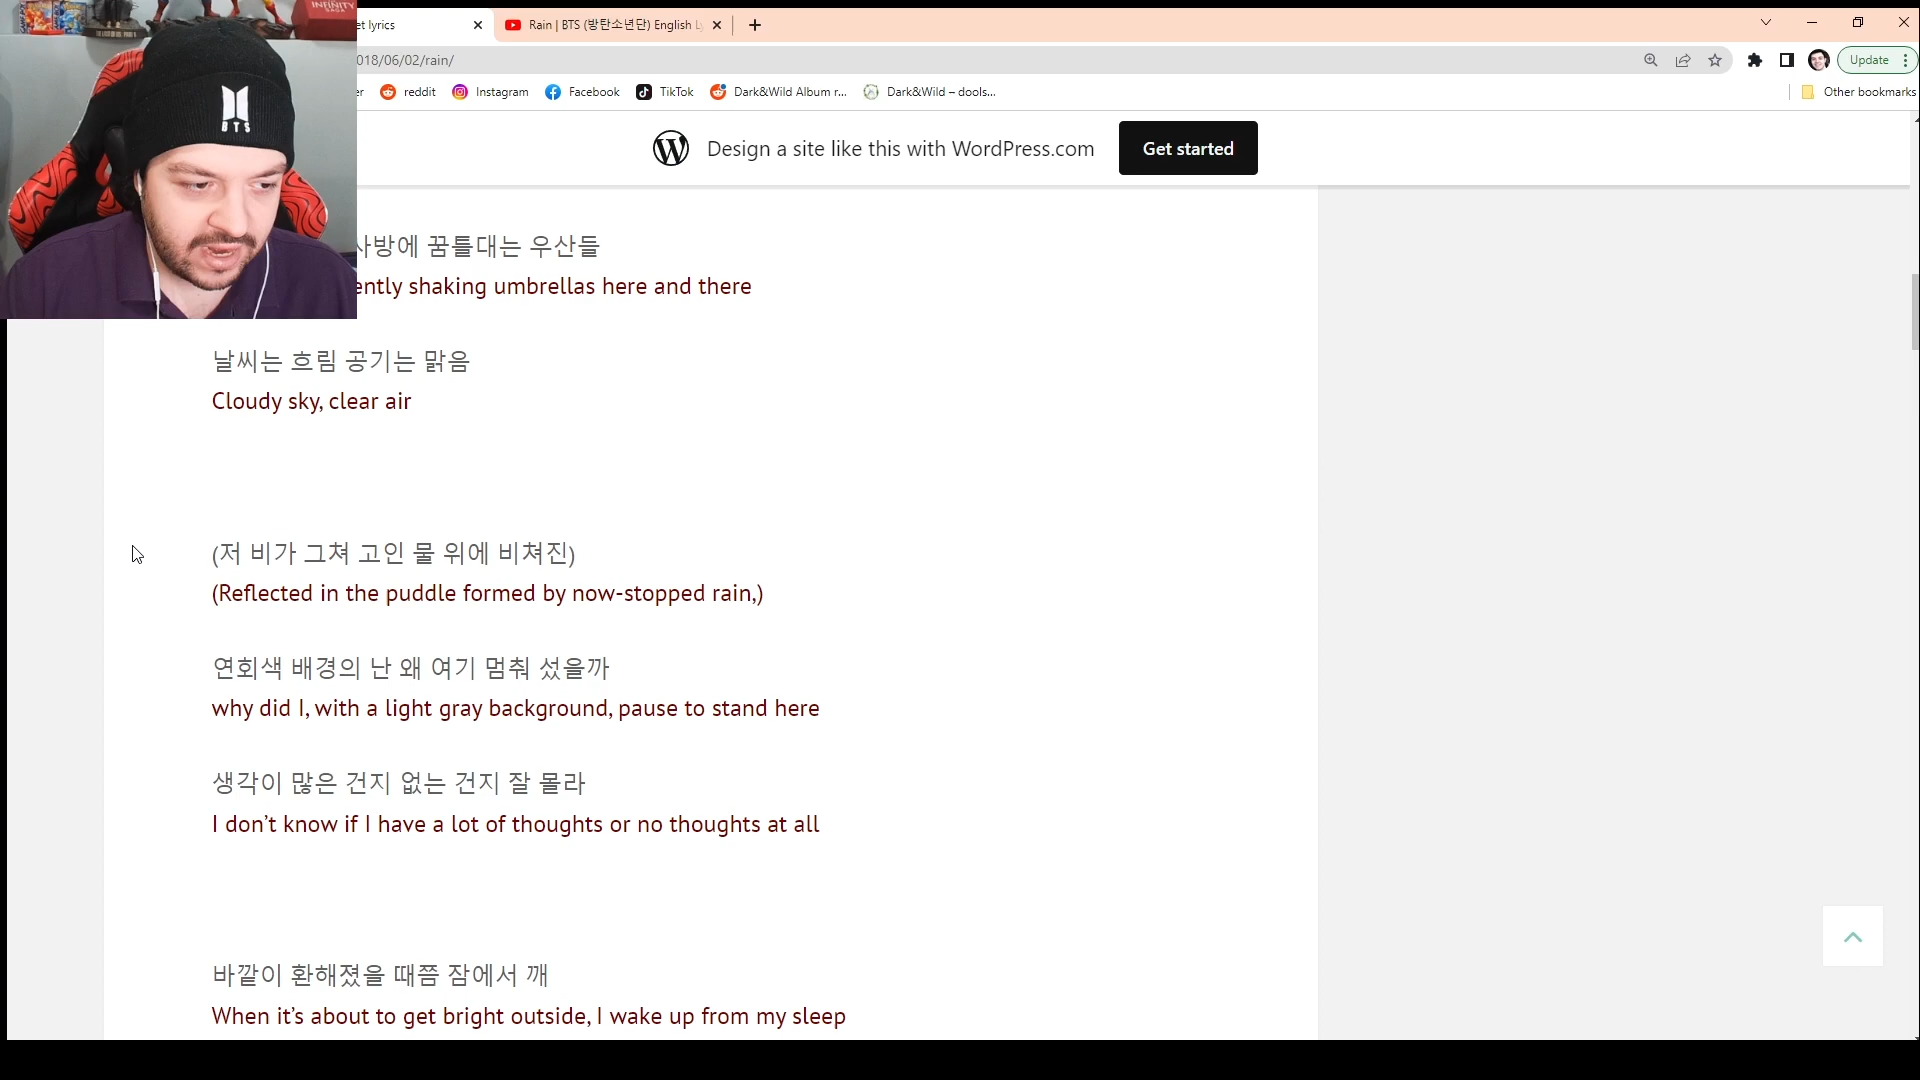 INFINITY
SAGA
et lyrics
Rain | BTS (방탄소년단) English L
018/06/02/rain/
Update
er
reddit
Instagram
Facebook
TikTok
Dark&Wild Album r...
Dark&Wild – dools...
Other bookmarks
BTS
Design a site like this with WordPress.com
Get started
사방에 꿈틀대는 우산들
ently shaking umbrellas here and there
날씨는 흐림 공기는 맑음
Cloudy sky, clear air
(저 비가 그쳐 고인 물 위에 비쳐진)
(Reflected in the puddle formed by now-stopped rain,)
연회색 배경의 난 왜 여기 멈춰 섰을까
why did I, with a light gray background, pause to stand here
생각이 많은 건지 없는 건지 잘 몰라
I don’t know if I have a lot of thoughts or no thoughts at all
바깥이 환해졌을 때쯤 잠에서 깨
When it’s about to get bright outside, I wake up from my sleep